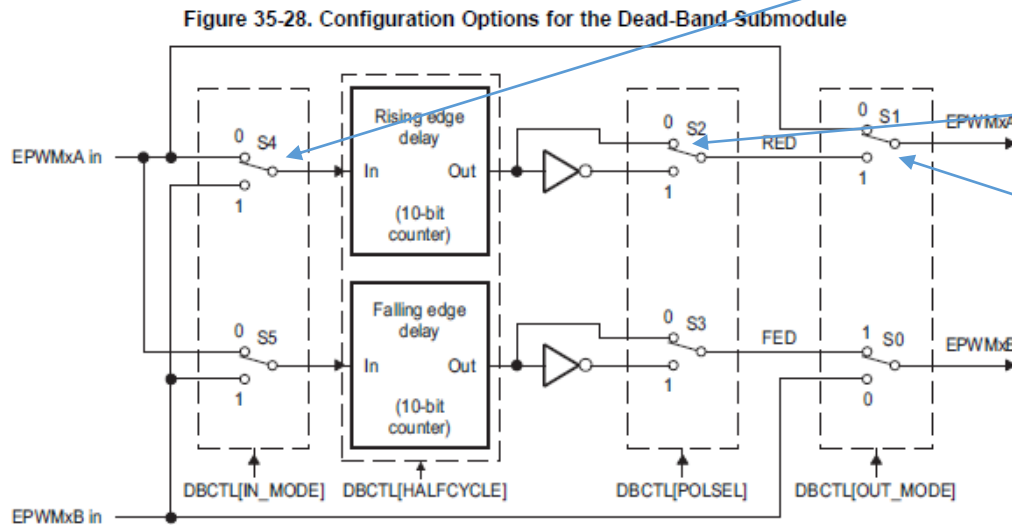 Figure 35-28. Configuration Options for the Dead-Band Submodule
EPWMxA in
0 S4
1
Rising edge
delay
In Out
(10-bit
counter)
0 S2
1
RED
0 S1
1
EPWMxA
0 S5
1
Falling edge
delay
In Out
(10-bit
counter)
0 S3
1
FED
1 S0
0
EPWMxB
DBCTL[IN_MODE] DBCTL[HALFCYCLE] DBCTL[POLSEL] DBCTL[OUT_MODE]
EPWMxB in